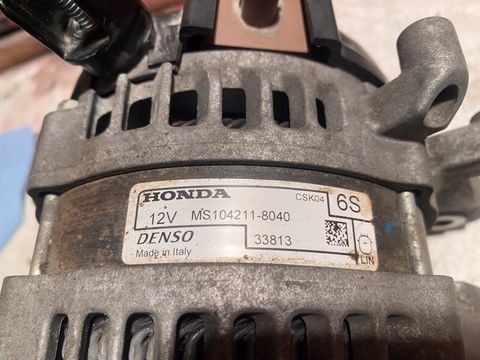 HONDA CSK04 6S
12V MS104211-8040
DENSO 33813
Made in Italy LIN